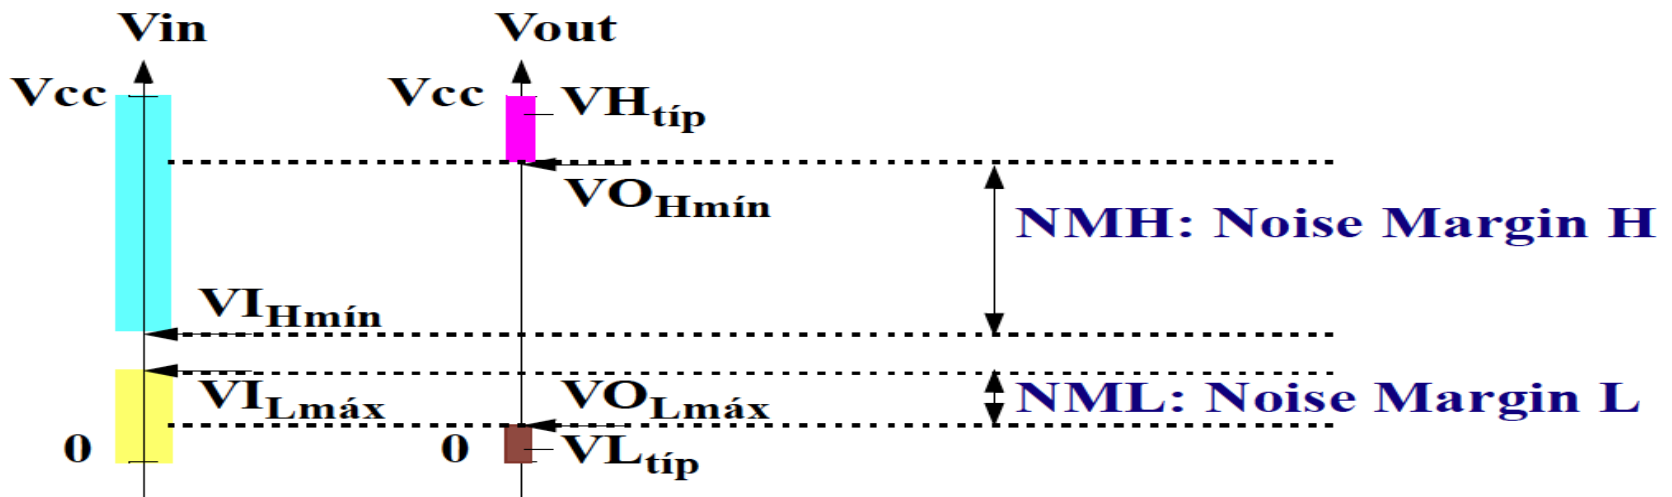 Vin
Vout
Vcc
Vcc
VHtíp
VOHmín
NMH: Noise Margin H
VIHmín
VILmáx
VOLmáx
NML: Noise Margin L
0
0
VLtíp